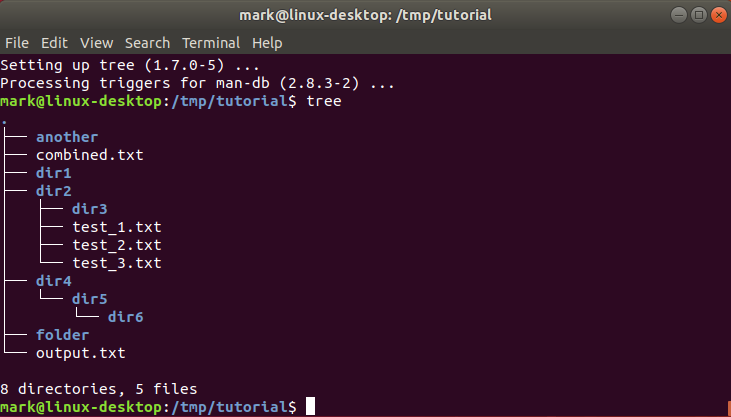 mark@linux-desktop: /tmp/tutorial
File Edit View Search Terminal Help
Setting up tree (1.7.0-5) ...
Processing triggers for man-db (2.8.3-2) ...
mark@linux-desktop:/tmp/tutorial$ tree
.
├── another
├── combined.txt
├── dir1
├── dir2
│   ├── dir3
│   ├── test_1.txt
│   ├── test_2.txt
│   └── test_3.txt
├── dir4
│   └── dir5
│       └── dir6
├── folder
└── output.txt
8 directories, 5 files
mark@linux-desktop:/tmp/tutorial$